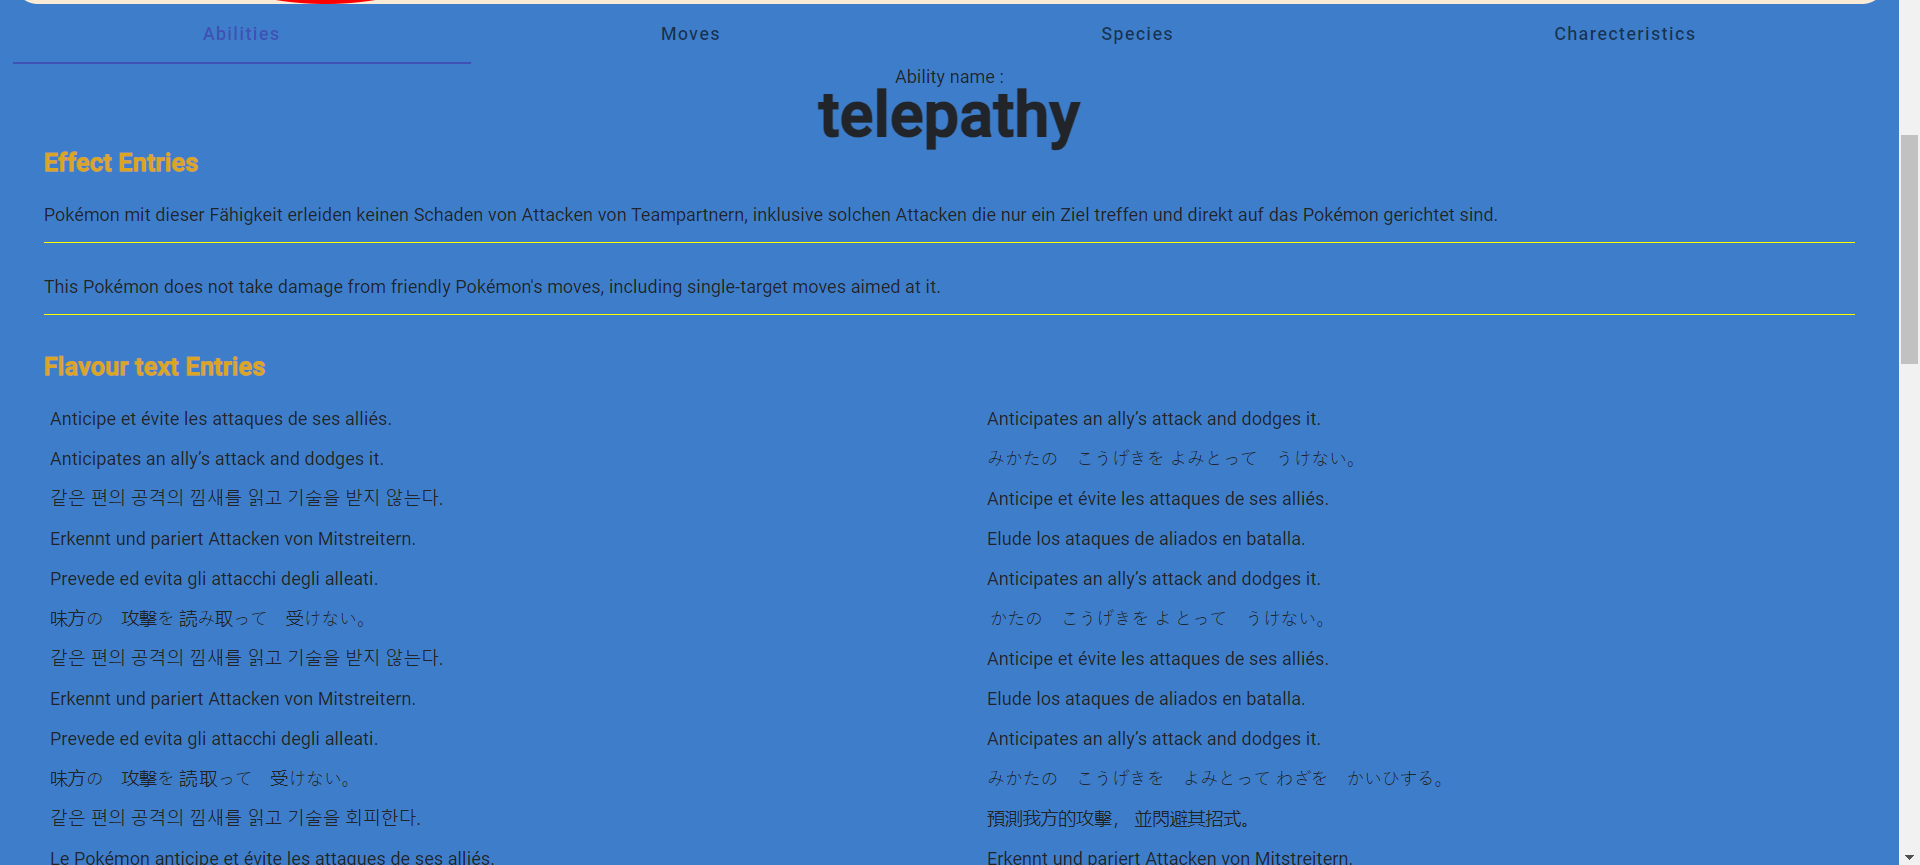 Abilities
Moves
Species
Charecteristics
Ability name :
telepathy
Effect Entries
Pokémon mit dieser Fähigkeit erleiden keinen Schaden von Attacken von Teampartnern, inklusive solchen Attacken die nur ein Ziel treffen und direkt auf das Pokémon gerichtet sind.
This Pokémon does not take damage from friendly Pokémon's moves, including single-target moves aimed at it.
Flavour text Entries
Anticipe et évite les attaques de ses alliés.
Anticipates an ally’s attack and dodges it.
Anticipates an ally’s attack and dodges it.
みかたの　こうげきを よみとって　うけない。
같은 편의 공격의 낌새를 읽고 기술을 받지 않는다.
Anticipe et évite les attaques de ses alliés.
Erkennt und pariert Attacken von Mitstreitern.
Elude los ataques de aliados en batalla.
Prevede ed evita gli attacchi degli alleati.
Anticipates an ally’s attack and dodges it.
味方の　攻撃を 読み取って　受けない。
かたの　こうげきを よ とって　うけない。
같은 편의 공격의 낌새를 읽고 기술을 받지 않는다.
Anticipe et évite les attaques de ses alliés.
Erkennt und pariert Attacken von Mitstreitern.
Elude los ataques de aliados en batalla.
Prevede ed evita gli attacchi degli alleati.
Anticipates an ally’s attack and dodges it.
味方の　攻撃を 読 取って　受けない。
みかたの　こうげきを　よみとって わざを　かいひする。
같은 편의 공격의 낌새를 읽고 기술을 회피한다.
預測我方的攻擊， 並閃避其招式。
Le Pokémon anticipe et évite les attaques de ses alliés.
Erkennt und pariert Attacken von Mitstreitern.